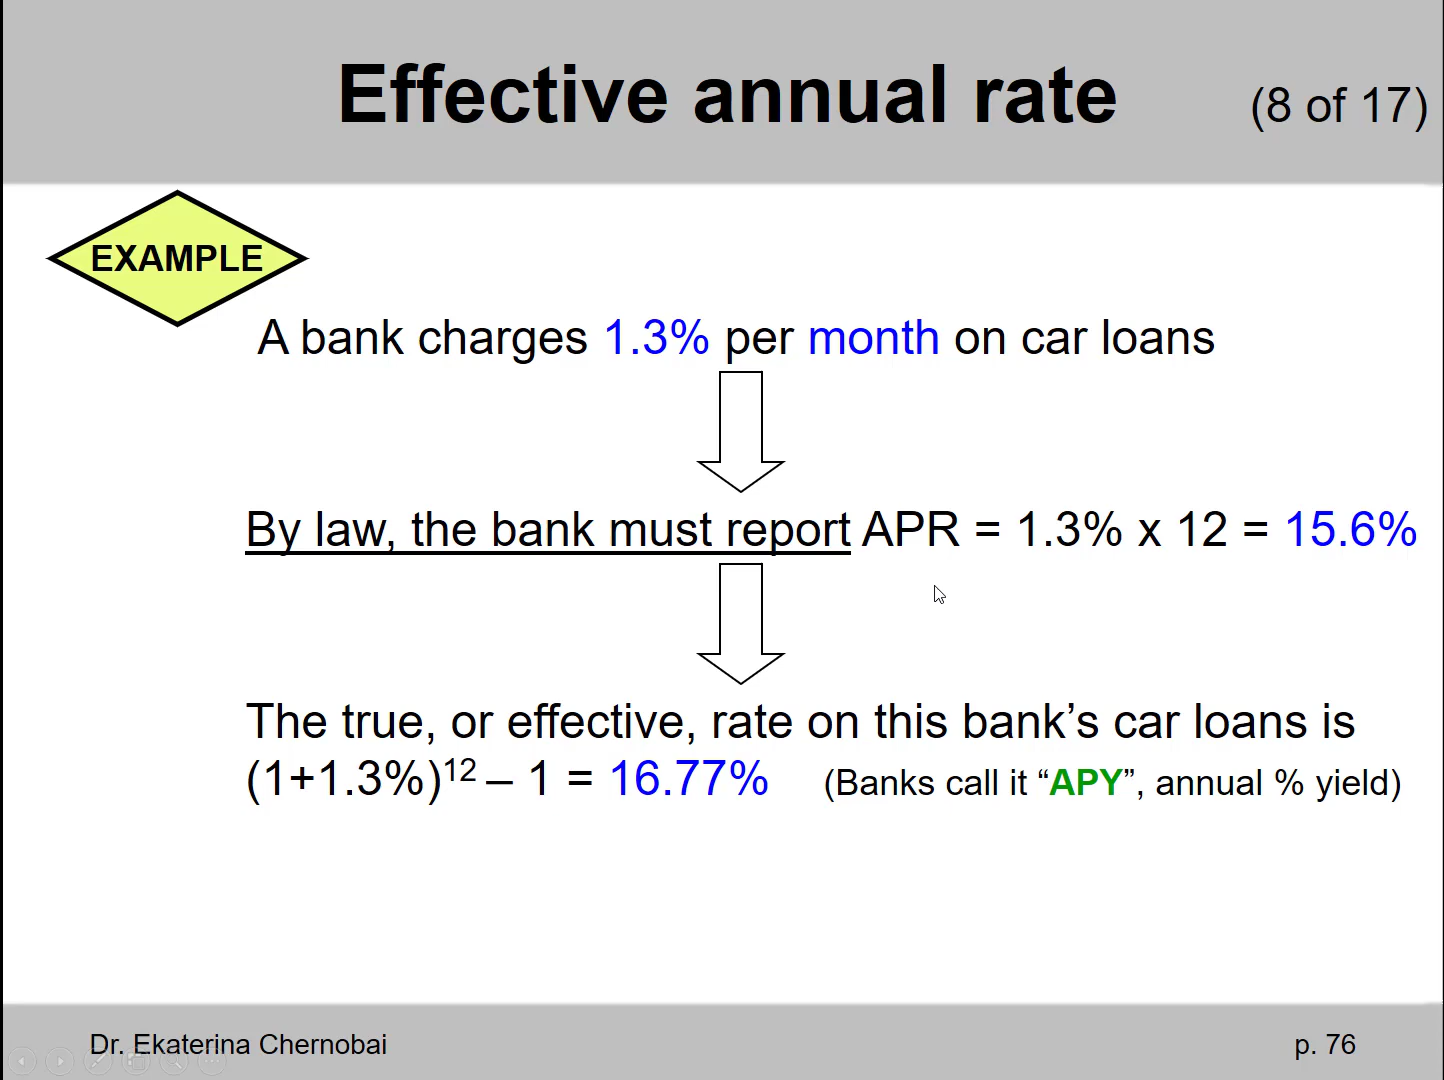 Effective annual rate (8 of 17)
EXAMPLE
A bank charges 1.3% per month on car loans
By law, the bank must report APR = 1.3% x 12 = 15.6%
The true, or effective, rate on this bank’s car loans is
(1+1.3%)¹² – 1 = 16.77% (Banks call it “APY”, annual % yield)
Dr. Ekaterina Chernobai p. 76